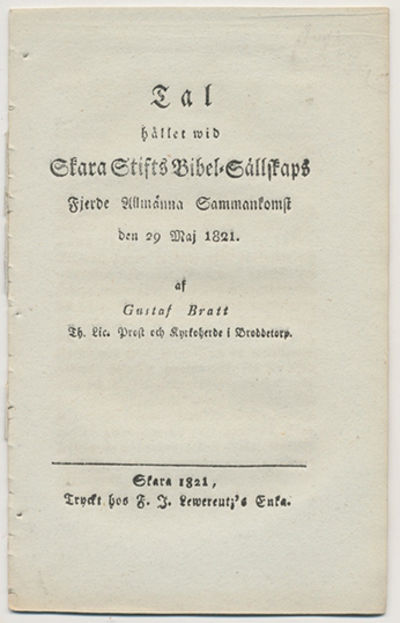 Tal
hållet wid
Skara Stifts Bibel-Sällskaps
Fjerde Allmänna Sammankomst
den 29 Maj 1821.
af
Gustaf Bratt
Th. Lic. Prost och Kyrkoherde i Broddetorp.
Skara 1821,
Tryckt hos F. J. Lewerentz's Enka.